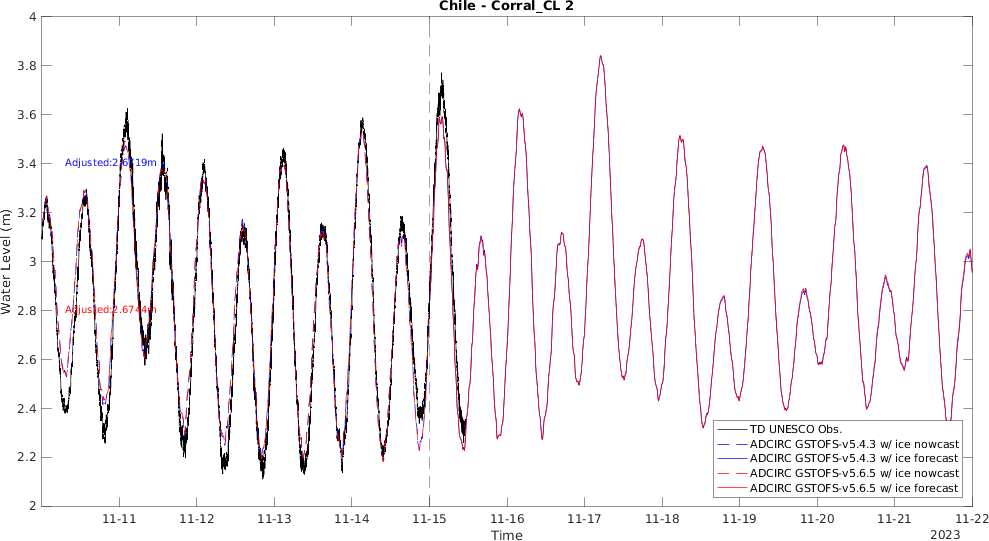 Chile - Corral_CL 2
Water Level (m)
4
3.8
3.6
3.4
3.2
3
2.8
2.6
2.4
2.2
2
Adjusted:2.6719m
Adjusted:2.6744m
TD UNESCO Obs.
ADCIRC GSTOFS-v5.4.3 w/ ice nowcast
ADCIRC GSTOFS-v5.4.3 w/ ice forecast
ADCIRC GSTOFS-v5.6.5 w/ ice nowcast
ADCIRC GSTOFS-v5.6.5 w/ ice forecast
11-11 11-12 11-13 11-14 11-15 11-16 11-17 11-18 11-19 11-20 11-21 11-22
Time
2023